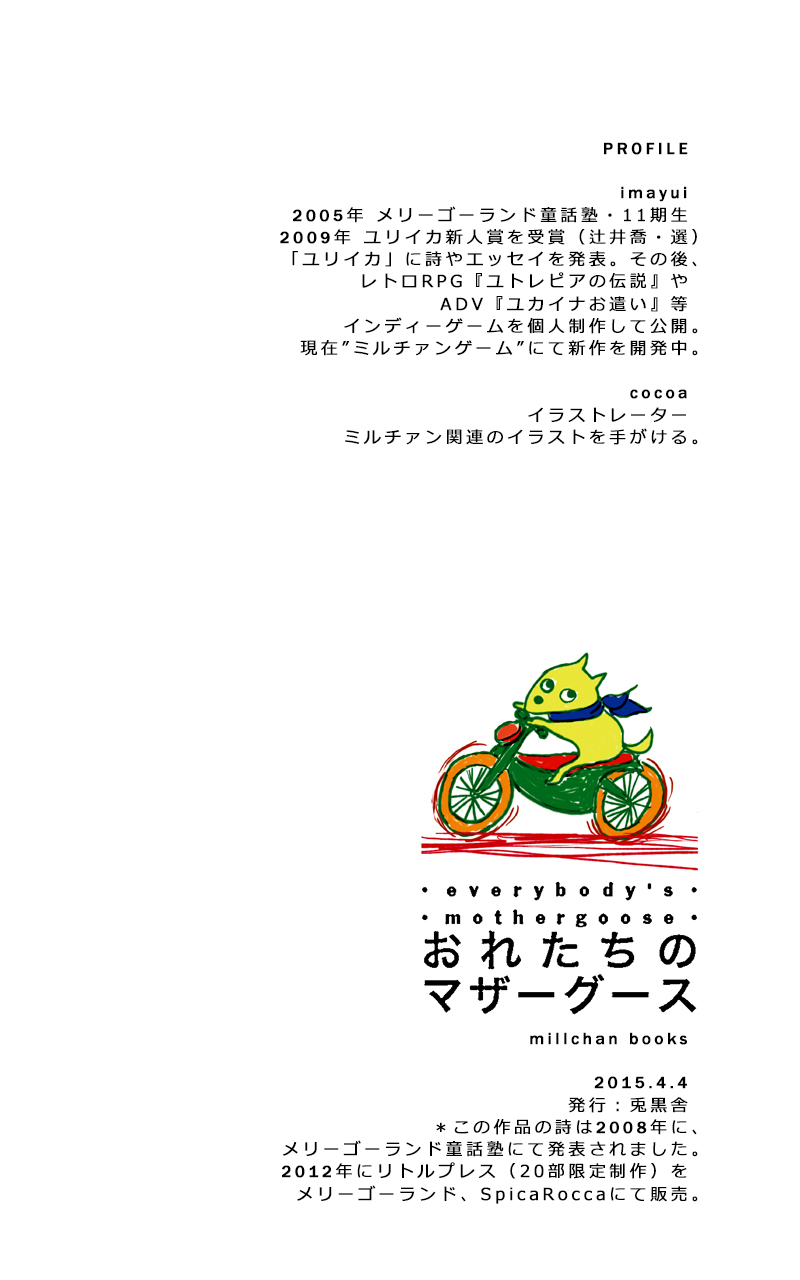 PROFILE
imayui
2005年 メリーゴーランド童話塾・11期生
2009年 ユリイカ新人賞を受賞（辻井喬・選）
「ユリイカ」に詩やエッセイを発表。その後、
レトロRPG『ユトレピアの伝説』や
ADV『ユカイナお遣い』等
インディーゲームを個人制作して公開。
現在”ミルチァンゲーム”にて新作を開発中。
cocoa
イラストレーター
ミルチァン関連のイラストを手がける。
・everybody's・
・mothergoose・
おれたちの
マザーグース
millchan books
2015.4.4
発行：兎黒舎
＊この作品の詩は2008年に、
メリーゴーランド童話塾にて発表されました。
2012年にリトルプレス（20部限定制作）を
メリーゴーランド、SpicaRoccaにて販売。